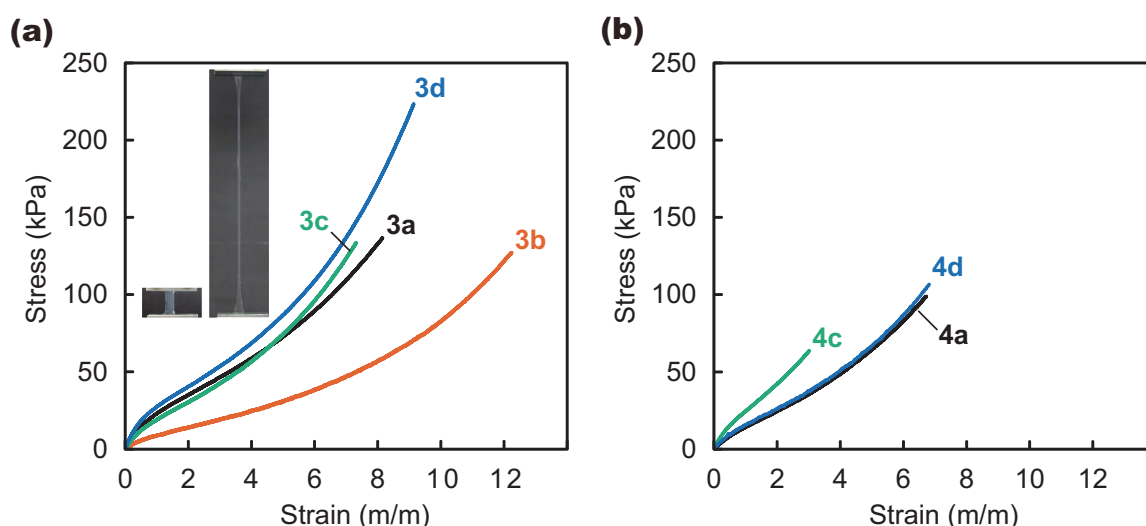 (a)
250
200
150
100
50
0
Stress (kPa)
0 2 4 6 8 10 12
Strain (m/m)
3d
3c
3a
3b
(b)
250
200
150
100
50
0
Stress (kPa)
0 2 4 6 8 10 12
Strain (m/m)
4d
4c
4a